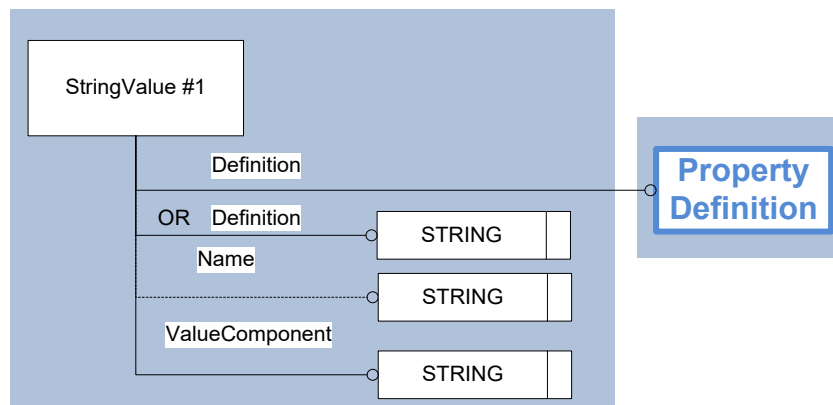 StringValue #1
Definition
Property
Definition
OR Definition
STRING
Name
STRING
ValueComponent
STRING